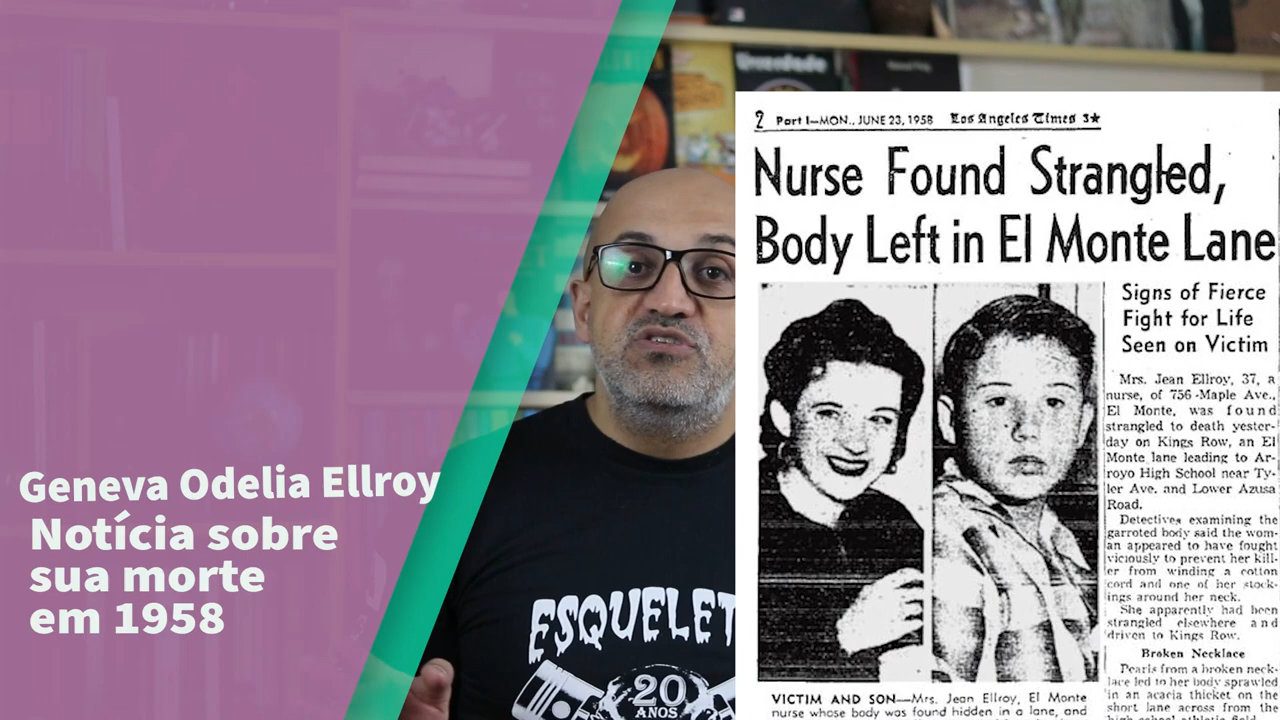 Geneva Odelia Ellroy
Notícia sobre
sua morte
em 1958
ESQUELET
20
ANOS
2 Part I—MON., JUNE 23, 1958 Los Angeles Times 3★
Nurse Found Strangled,
Body Left in El Monte Lane
Signs of Fierce
Fight for Life
Seen on Victim
Mrs. Jean Ellroy, 37, a
nurse, of 756 Maple Ave.,
El Monte, was found
strangled to death yester-
day on Kings Row, an El
Monte lane leading to Ar-
royo High School near Ty-
ler Ave. and Lower Azusa
Road.
Detectives examining the
garroted body said the wom-
an appeared to have fought
viciously to prevent her kill-
er from winding a cotton
cord and one of her stock-
ings around her neck.
She apparently had been
strangled elsewhere and
driven to Kings Row.
Broken Necklace
Pearls from a broken neck-
lace led to her body sprawled
in an acacia thicket on the
short lane across from the
high school athletic field.
VICTIM AND SON—Mrs. Jean Ellroy, El Monte
nurse whose body was found hidden in a lane, and